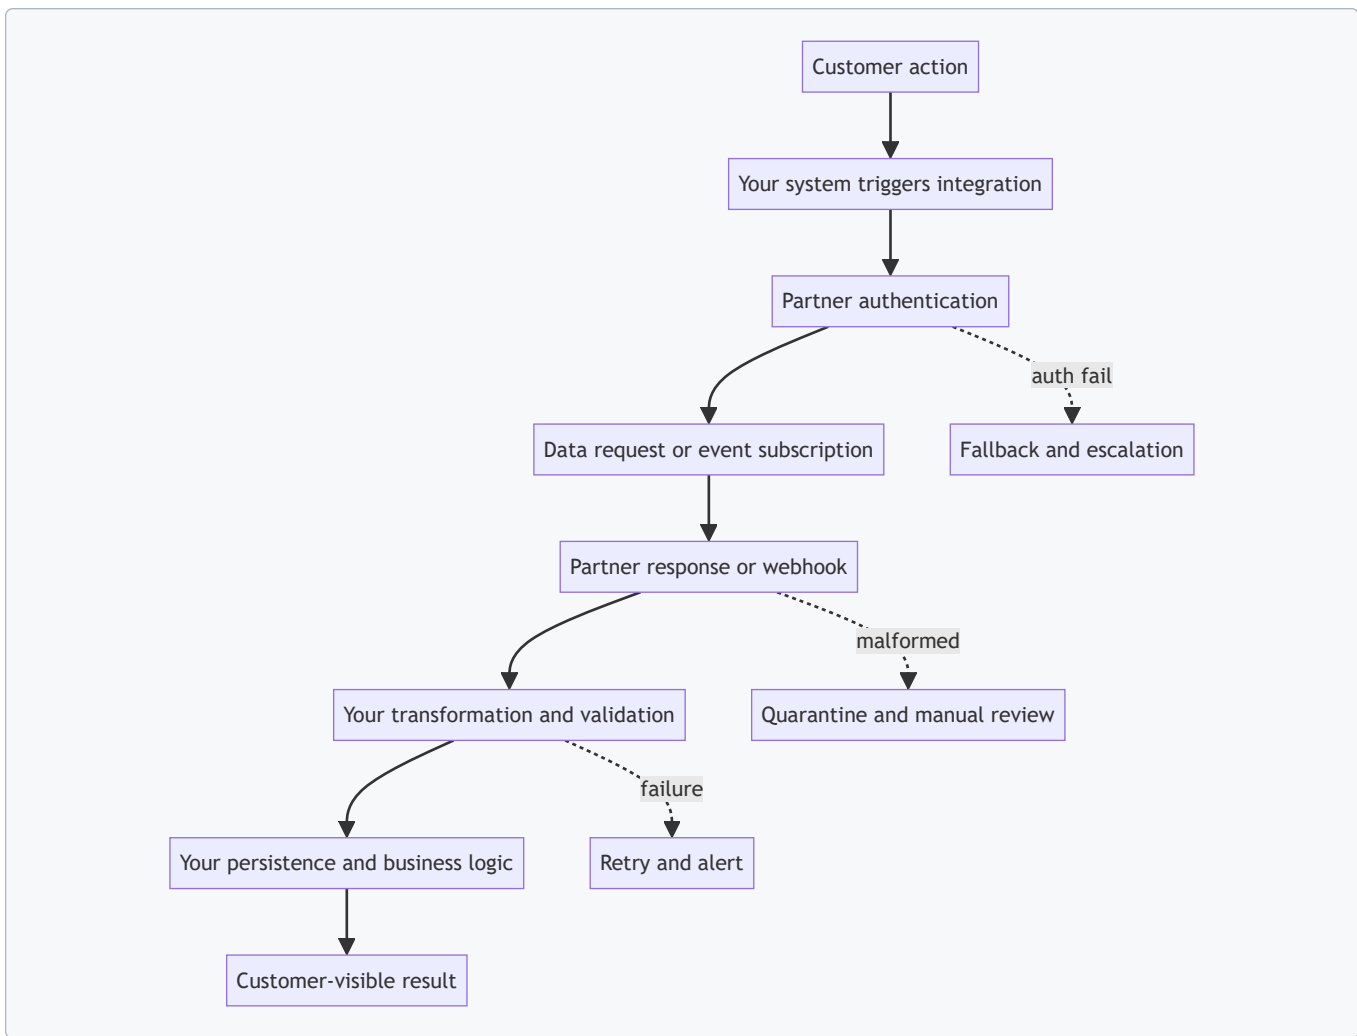 Customer action
Your system triggers integration
Partner authentication
auth fail
Data request or event subscription
Fallback and escalation
Partner response or webhook
malformed
Your transformation and validation
Quarantine and manual review
failure
Your persistence and business logic
Retry and alert
Customer-visible result